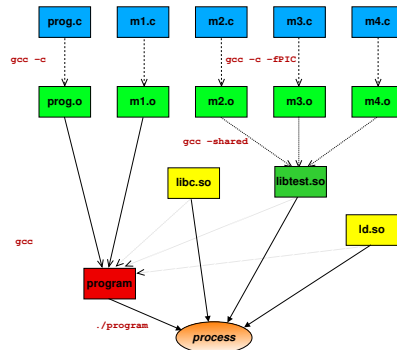 prog.c m1.c m2.c m3.c m4.c
gcc -c gcc -c -fPIC
prog.o m1.o m2.o m3.o m4.o
gcc -shared
libc.so libtest.so
gcc ld.so
program
./program
process